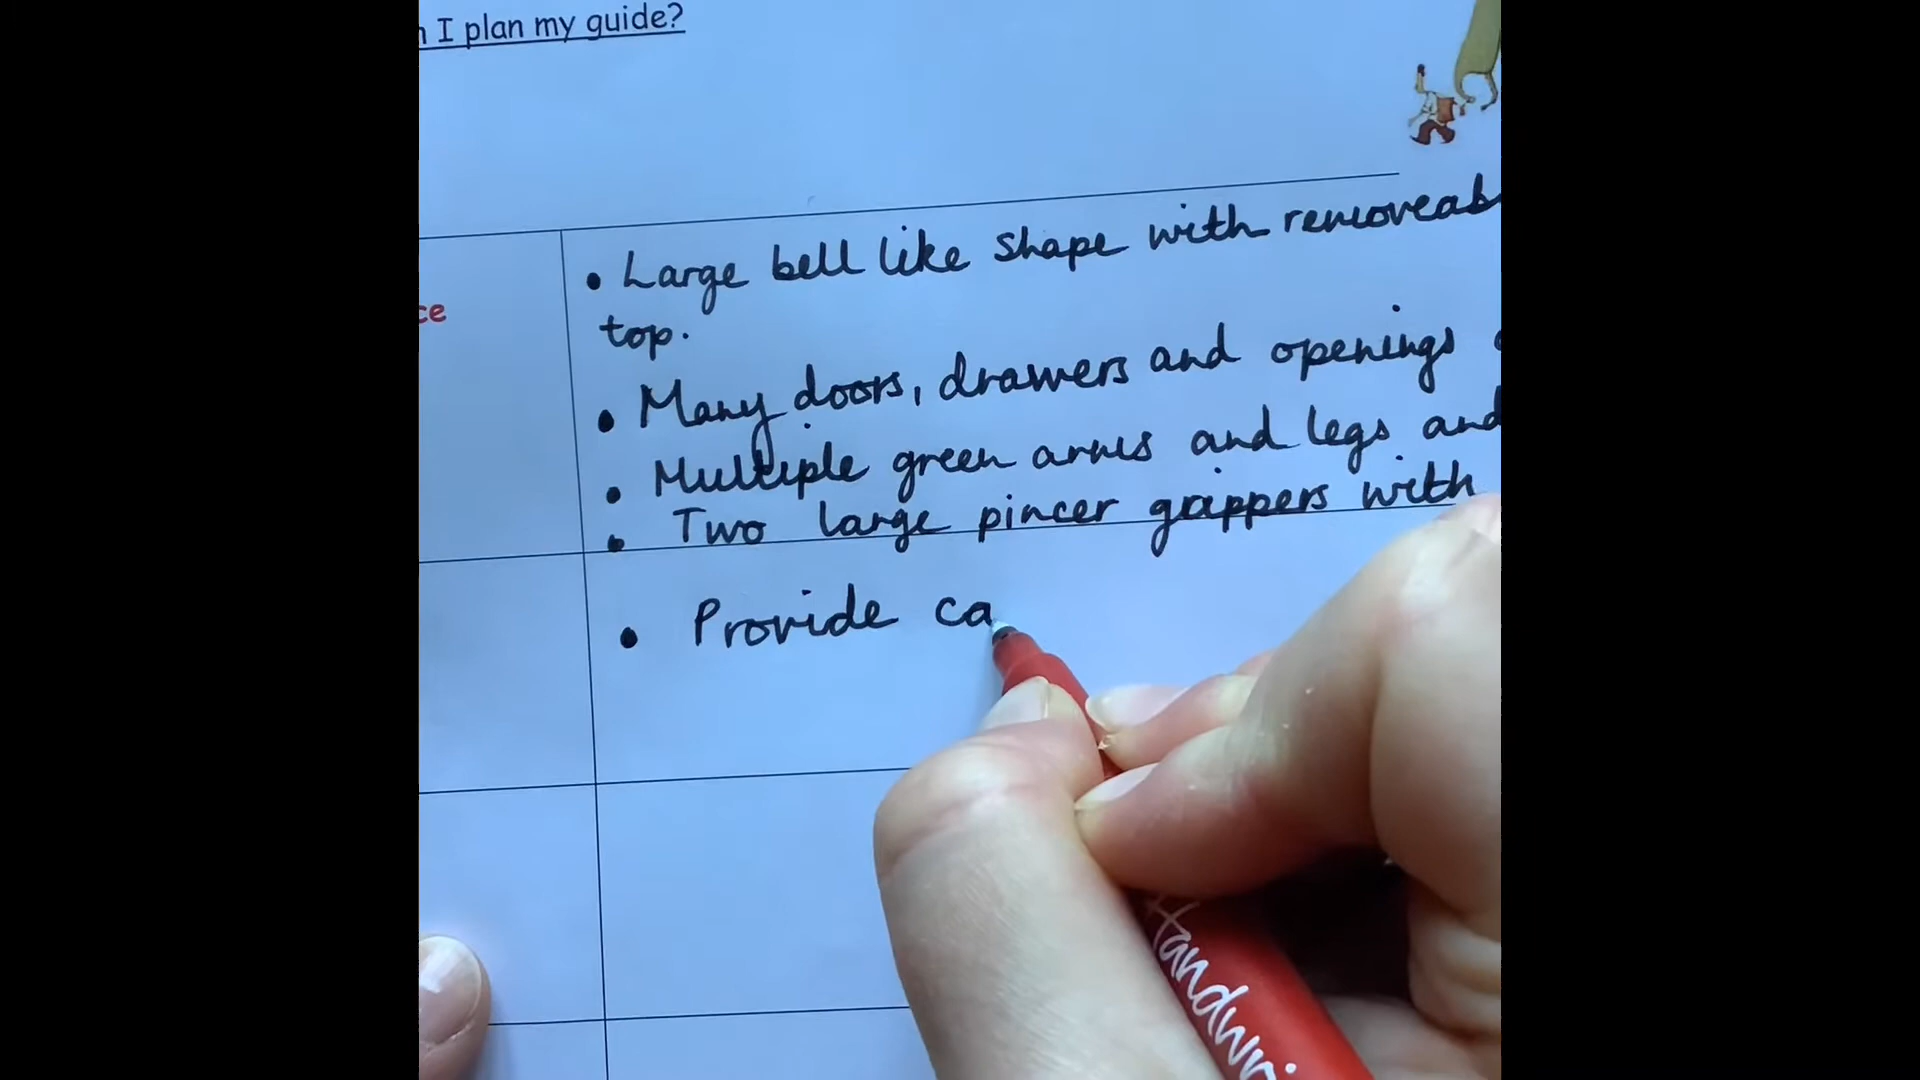 I plan my guide?
• Large bell like shape with removeab
ce
top.
• Many doors, drawers and openings
• Multiple green arms and legs and
• Two large pincer grippers with
• Provide ca
Handwri